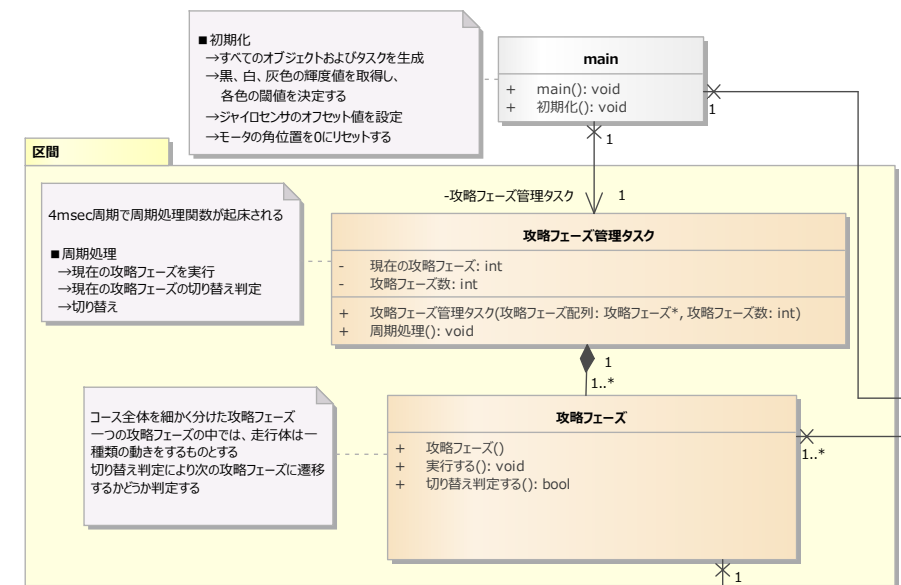 ■初期化
→すべてのオブジェクトおよびタスクを生成
→黒、白、灰色の輝度値を取得し、
各色の閾値を決定する
→ジャイロセンサのオフセット値を設定
→モータの角位置を0にリセットする
main
+ main(): void
+ 初期化(): void
1
1
区間
4msec周期で周期処理関数が起床される
■周期処理
→現在の攻略フェーズを実行
→現在の攻略フェーズの切り替え判定
→切り替え
-攻略フェーズ管理タスク
1
攻略フェーズ管理タスク
- 現在の攻略フェーズ: int
- 攻略フェーズ数: int
+ 攻略フェーズ管理タスク(攻略フェーズ配列: 攻略フェーズ*, 攻略フェーズ数: int)
+ 周期処理(): void
1
1..*
コース全体を細かく分けた攻略フェーズ
一つの攻略フェーズの中では、走行体は一
種類の動きをするものとする
切り替え判定により次の攻略フェーズに遷移
するかどうか判定する
攻略フェーズ
+ 攻略フェーズ()
+ 実行する(): void
+ 切り替え判定する(): bool
1..*
1